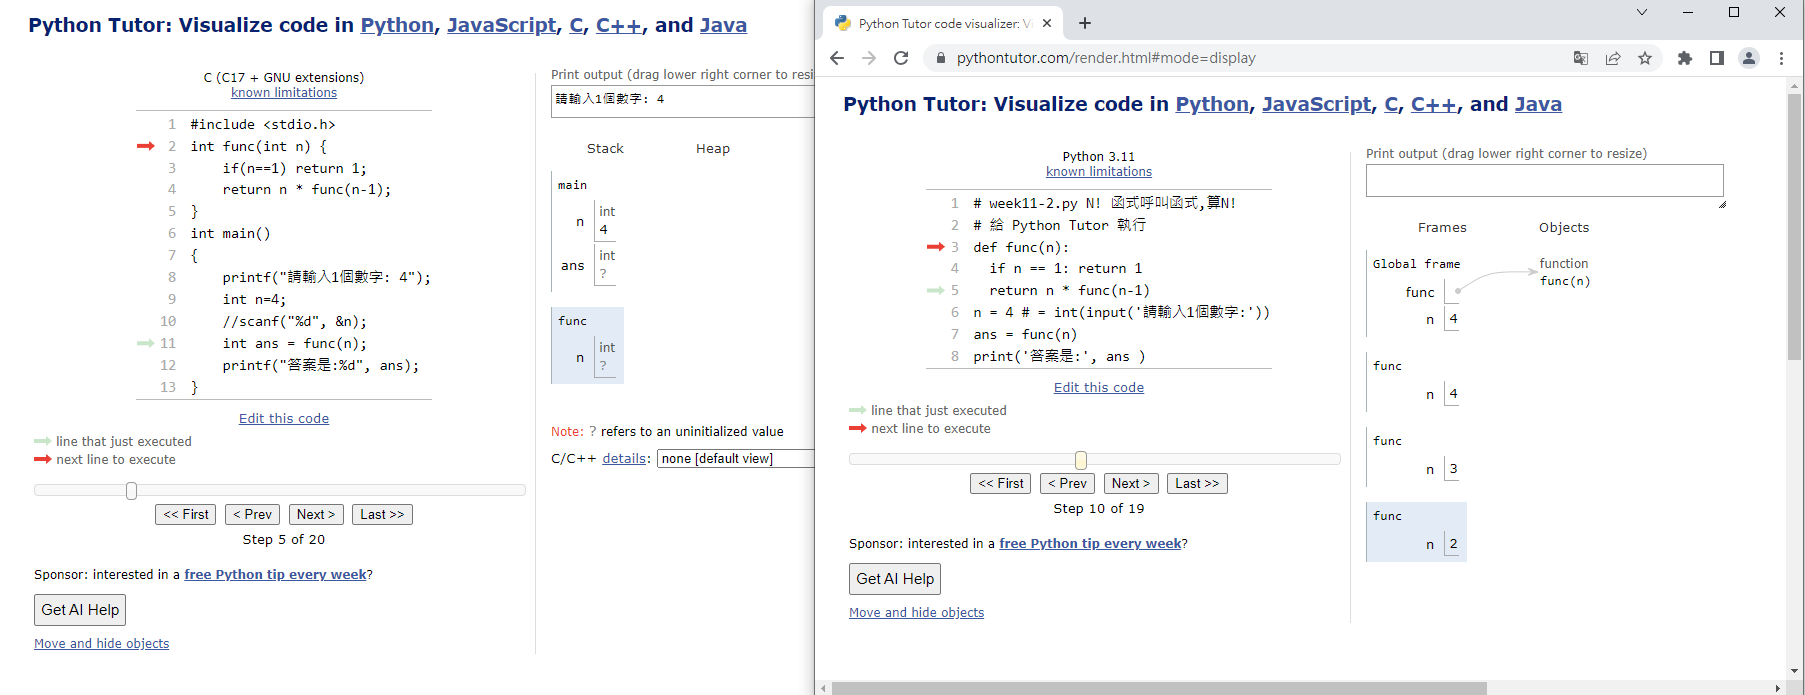 Python Tutor: Visualize code in Python, JavaScript, C, C++, and Java
C (C17 + GNU extensions)
known limitations
1 #include <stdio.h>
2 int func(int n) {
3 if(n==1) return 1;
4 return n * func(n-1);
5 }
6 int main()
7 {
8 printf("請輸入1個數字: 4");
9 int n=4;
10 //scanf("%d", &n);
11 int ans = func(n);
12 printf("答案是:%d", ans);
13 }
Edit this code
line that just executed
next line to execute
<< First < Prev Next > Last >>
Step 5 of 20
Sponsor: interested in a free Python tip every week?
Get AI Help
Move and hide objects
Print output (drag lower right corner to resi
請輸入1個數字: 4
Stack Heap
main
n int 4
ans int ?
func
n int ?
Note: ? refers to an uninitialized value
C/C++ details: none [default view]
Python Tutor code visualizer: V
pythontutor.com/render.html#mode=display
Python Tutor: Visualize code in Python, JavaScript, C, C++, and Java
Python 3.11
known limitations
1 # week11-2.py N! 函式呼叫函式,算N!
2 # 給 Python Tutor 執行
3 def func(n):
4 if n == 1: return 1
5 return n * func(n-1)
6 n = 4 # = int(input('請輸入1個數字:'))
7 ans = func(n)
8 print('答案是:', ans )
Edit this code
line that just executed
next line to execute
<< First < Prev Next > Last >>
Step 10 of 19
Sponsor: interested in a free Python tip every week?
Get AI Help
Move and hide objects
Print output (drag lower right corner to resize)
Frames Objects
Global frame
func
n 4
function
func(n)
func
n 4
func
n 3
func
n 2